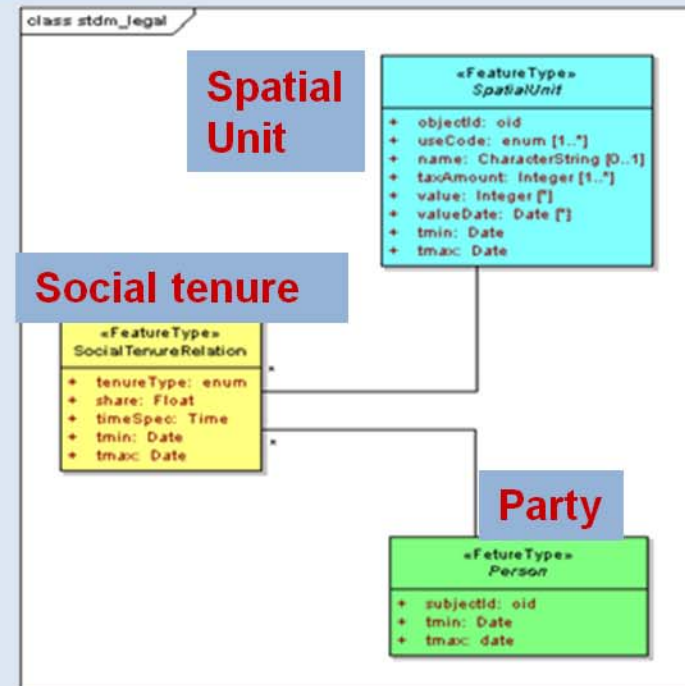 class stdm_legal
Spatial
Unit
«FeatureType»
SpatialUnit
+ objectId: oid
+ useCode: enum [1..*]
+ name: CharacterString [0..1]
+ taxAmount: Integer [1..*]
+ value: Integer [*]
+ valueDate: Date [*]
+ tmin: Date
+ tmax: Date
Social tenure
«FeatureType»
SocialTenureRelation
+ tenureType: enum
+ share: Float
+ timeSpec: Time
+ tmin: Date
+ tmax: Date
*
*
Party
«FetureType»
Person
+ subjectId: oid
+ tmin: Date
+ tmax: date